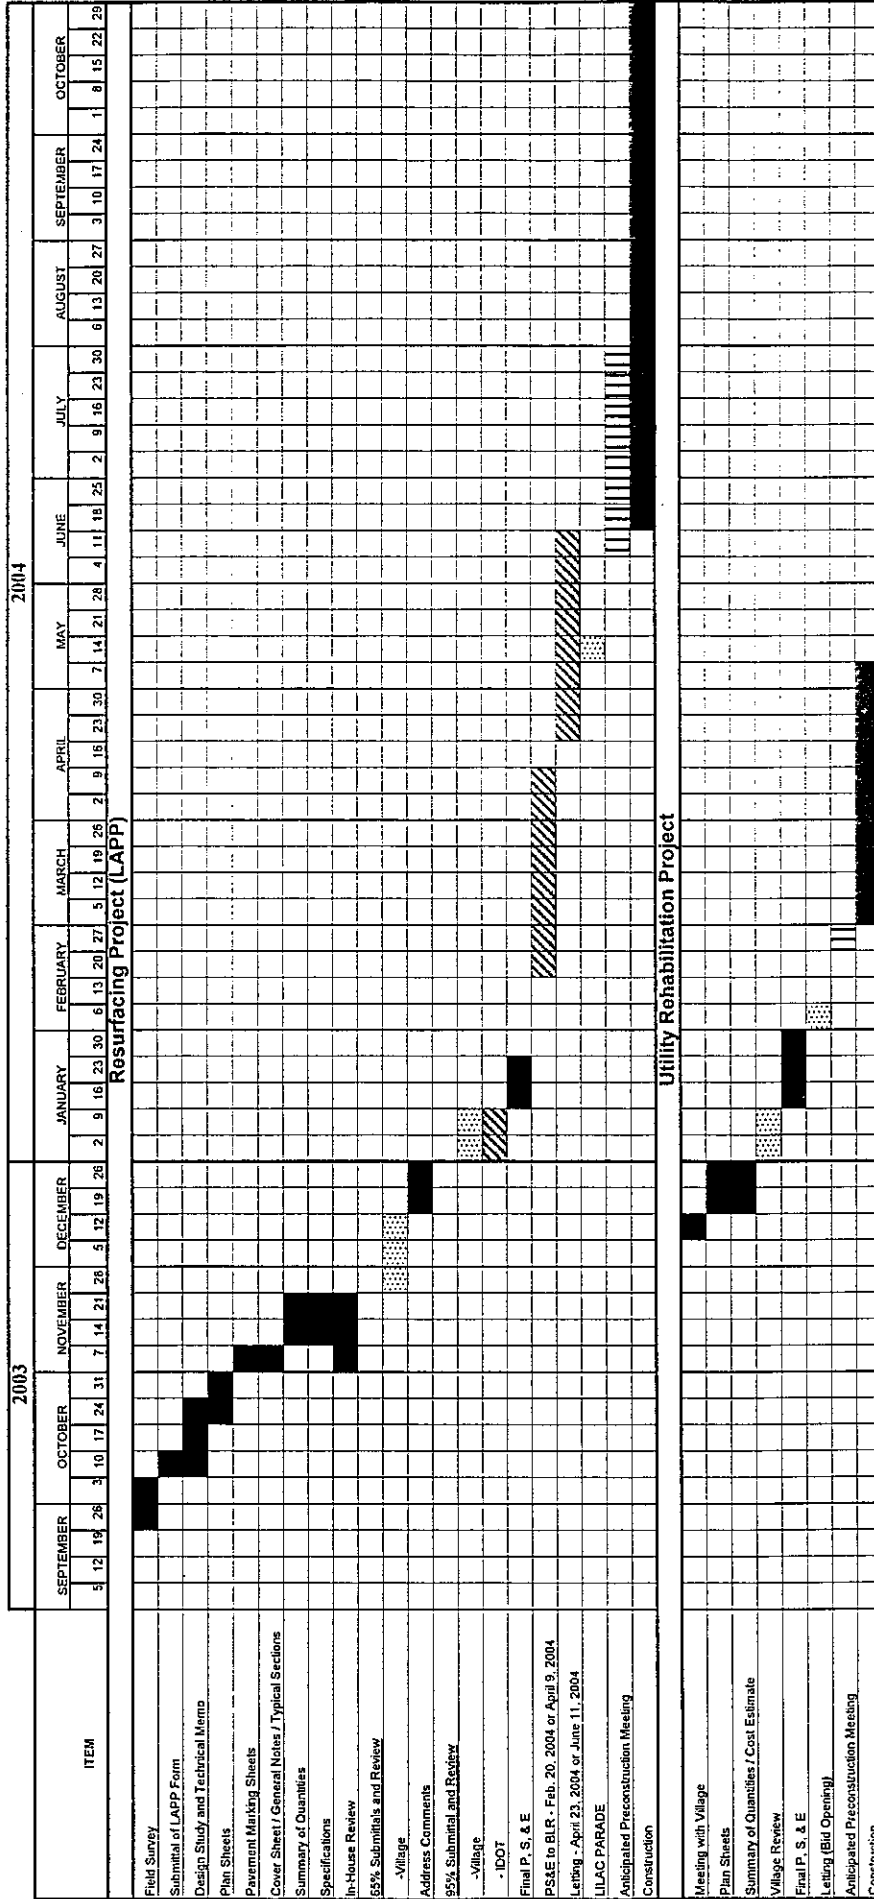 2003 2004
ITEM SEPTEMBER OCTOBER NOVEMBER DECEMBER JANUARY FEBRUARY MARCH APRIL MAY JUNE JULY AUGUST SEPTEMBER OCTOBER
5 12 19 26 3 10 17 24 31 7 14 21 28 5 12 19 26 2 9 16 23 30 6 13 20 27 5 12 19 26 2 9 16 23 30 7 14 21 28 4 11 18 25 2 9 16 23 30 6 13 20 27 3 10 17 24 1 8 15 22 29
Resurfacing Project (LAPP)
Field Survey
Submittal of LAPP Form
Design Study and Technical Memo
Plan Sheets
Pavement Marking Sheets
Cover Sheet / General Notes / Typical Sections
Summary of Quantities
Specifications
In-House Review
65% Submittals and Review
-Village
Address Comments
95% Submittal and Review
-Village
- IDOT
Final P, S, & E
PS&E to BLR - Feb. 20, 2004 or April 9, 2004
Letting - April 23, 2004 or June 11, 2004
LILAC PARADE
Anticipated Preconstruction Meeting
Construction
Utility Rehabilitation Project
Meeting with Village
Plan Sheets
Summary of Quantities / Cost Estimate
Village Review
Final P, S, & E
Letting (Bid Opening)
Anticipated Preconstruction Meeting
Construction